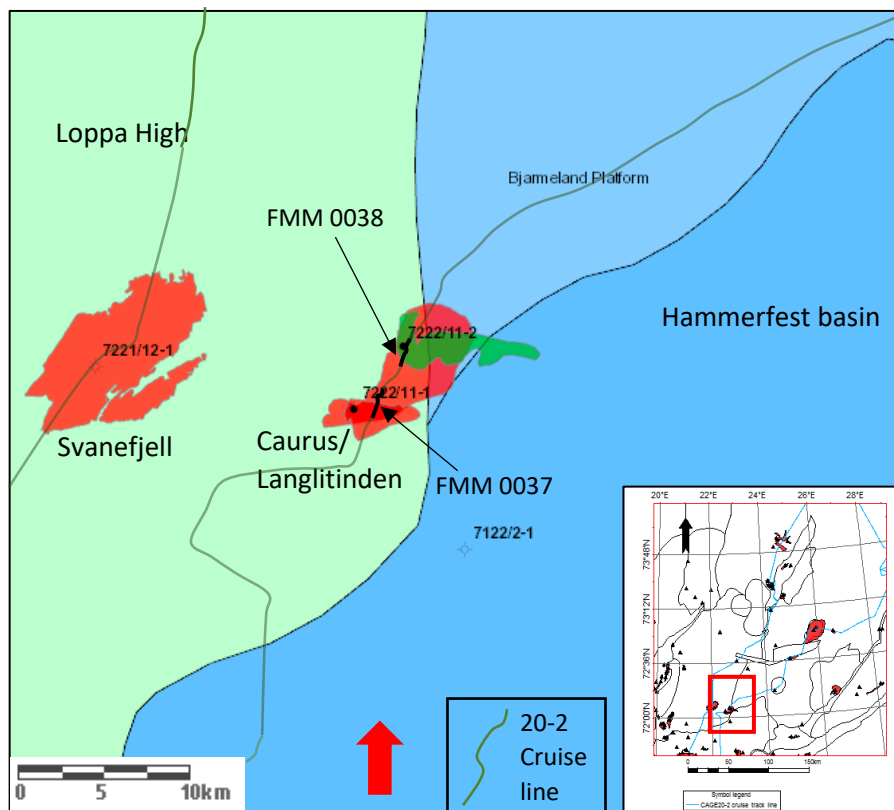 Loppa High
Bjarmeland Platform
FMM 0038
Hammerfest basin
7222/11-2
7221/12-1
7222/11-1
Svanefjell
Caurus/
Langlitinden
FMM 0037
7122/2-1
20-2
Cruise
line
0 5 10km
20°E 22°E 24°E 26°E 28°E
73°48'N
73°12'N
72°36'N
72°00'N
0 50 100 150km
Symbol legend
CAGE20-2 cruise track line